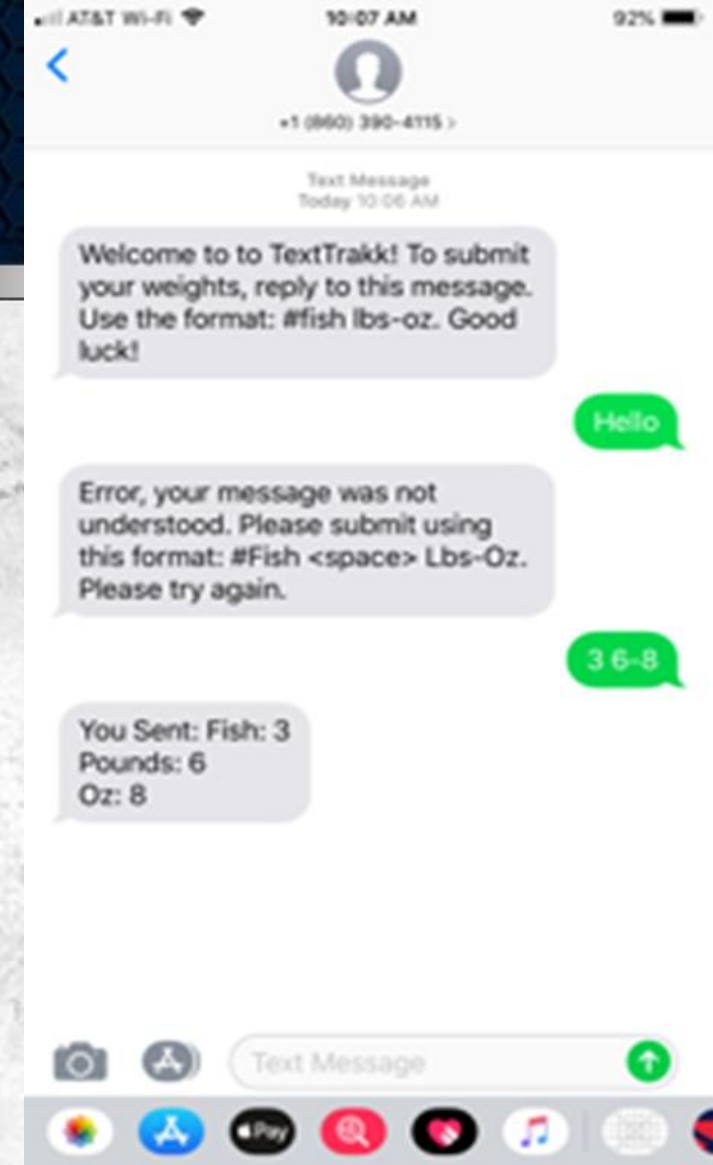 AT&T Wi-Fi 10:07 AM 92%
+1 (860) 390-4115 >
Text Message
Today 10:06 AM
Welcome to to TextTrakk! To submit
your weights, reply to this message.
Use the format: #fish lbs-oz. Good
luck!
Hello
Error, your message was not
understood. Please submit using
this format: #Fish <space> Lbs-Oz.
Please try again.
3 6-8
You Sent: Fish: 3
Pounds: 6
Oz: 8
Text Message
Pay